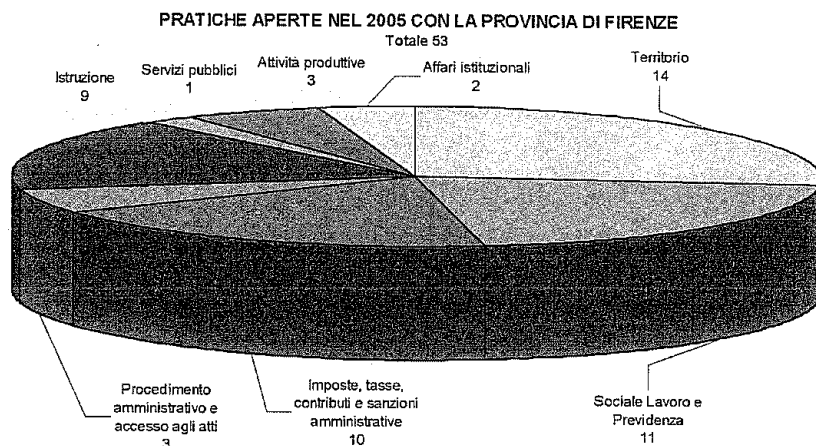 PRATICHE APERTE NEL 2005 CON LA PROVINCIA DI FIRENZE
Totale 53
Istruzione
9
Servizi pubblici
1
Attività produttive
3
Affari istituzionali
2
Territorio
14
Procedimento
amministrativo e
accesso agli atti
3
Imposte, tasse,
contributi e sanzioni
amministrative
10
Sociale Lavoro e
Previdenza
11